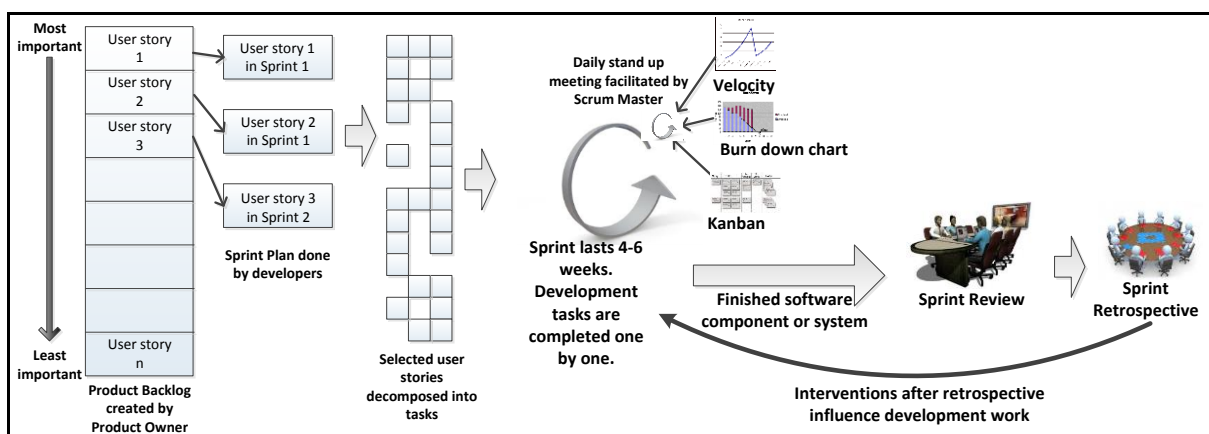 Most
important
User story
1
User story
2
User story
3
User story
n
Least
important
Product Backlog
created by
Product Owner
User story 1
in Sprint 1
User story 2
in Sprint 1
User story 3
in Sprint 2
Sprint Plan done
by developers
Selected user
stories
decomposed into
tasks
Daily stand up
meeting facilitated by
Scrum Master
Velocity
Burn down chart
Kanban
Sprint lasts 4-6
weeks.
Development
tasks are
completed one
by one.
Finished software
component or system
Sprint Review
Sprint
Retrospective
Interventions after retrospective
influence development work